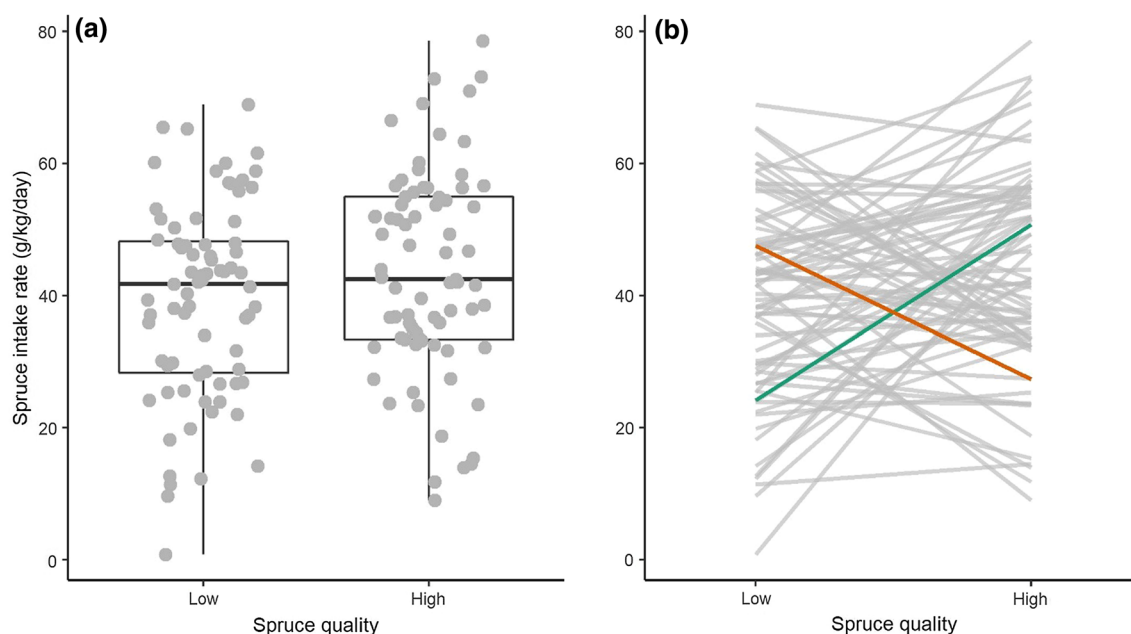 (a)
Spruce intake rate (g/kg/day)
80
60
40
20
0
Low High
Spruce quality
(b)
80
60
40
20
0
Low High
Spruce quality